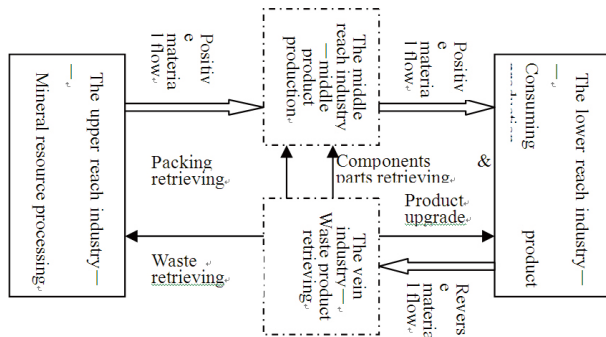 The upper reach industry—
—
Mineral resource processing
Positiv
e
materia
l flow
The middle
reach industry
—middle
product
production
Positiv
e
materia
l flow
The lower reach industry—
—
Consuming
product
Packing
retrieving
Components &
parts retrieving
Product
upgrade
Waste
retrieving
The vein
industry—
Waste product
retrieving
Revers
e
materia
l flow